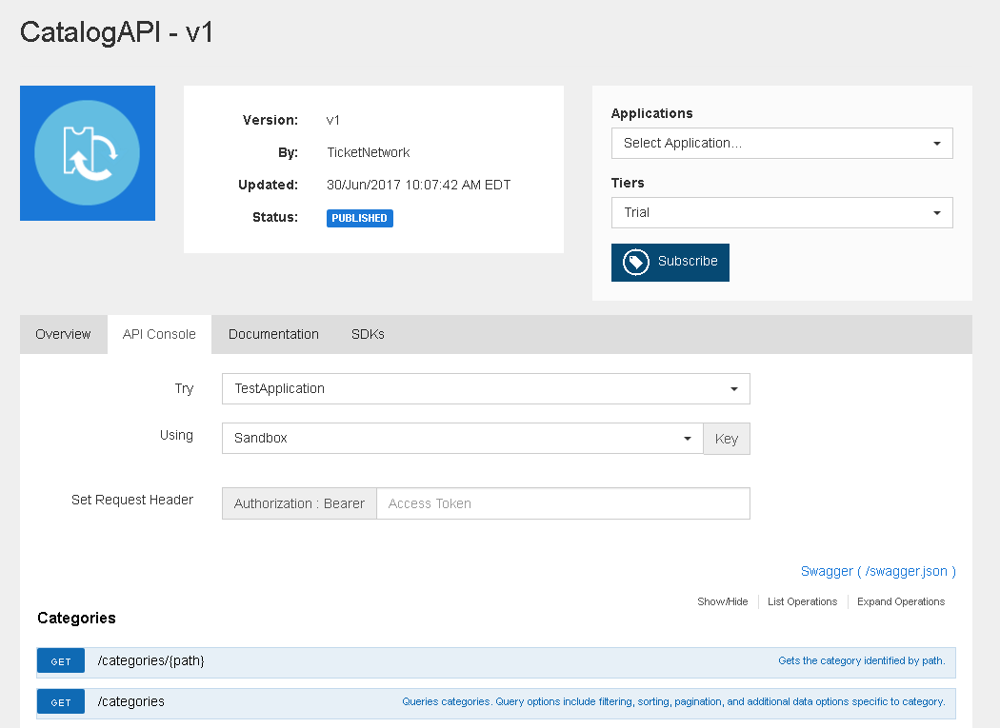 CatalogAPI - v1
Version: v1
By: TicketNetwork
Updated: 30/Jun/2017 10:07:42 AM EDT
Status: PUBLISHED
Applications
Select Application...
Tiers
Trial
Subscribe
Overview API Console Documentation SDKs
Try TestApplication
Using Sandbox Key
Set Request Header Authorization : Bearer Access Token
Swagger ( /swagger.json )
Show/Hide List Operations Expand Operations
Categories
GET /categories/{path} Gets the category identified by path.
GET /categories Queries categories. Query options include filtering, sorting, pagination, and additional data options specific to category.